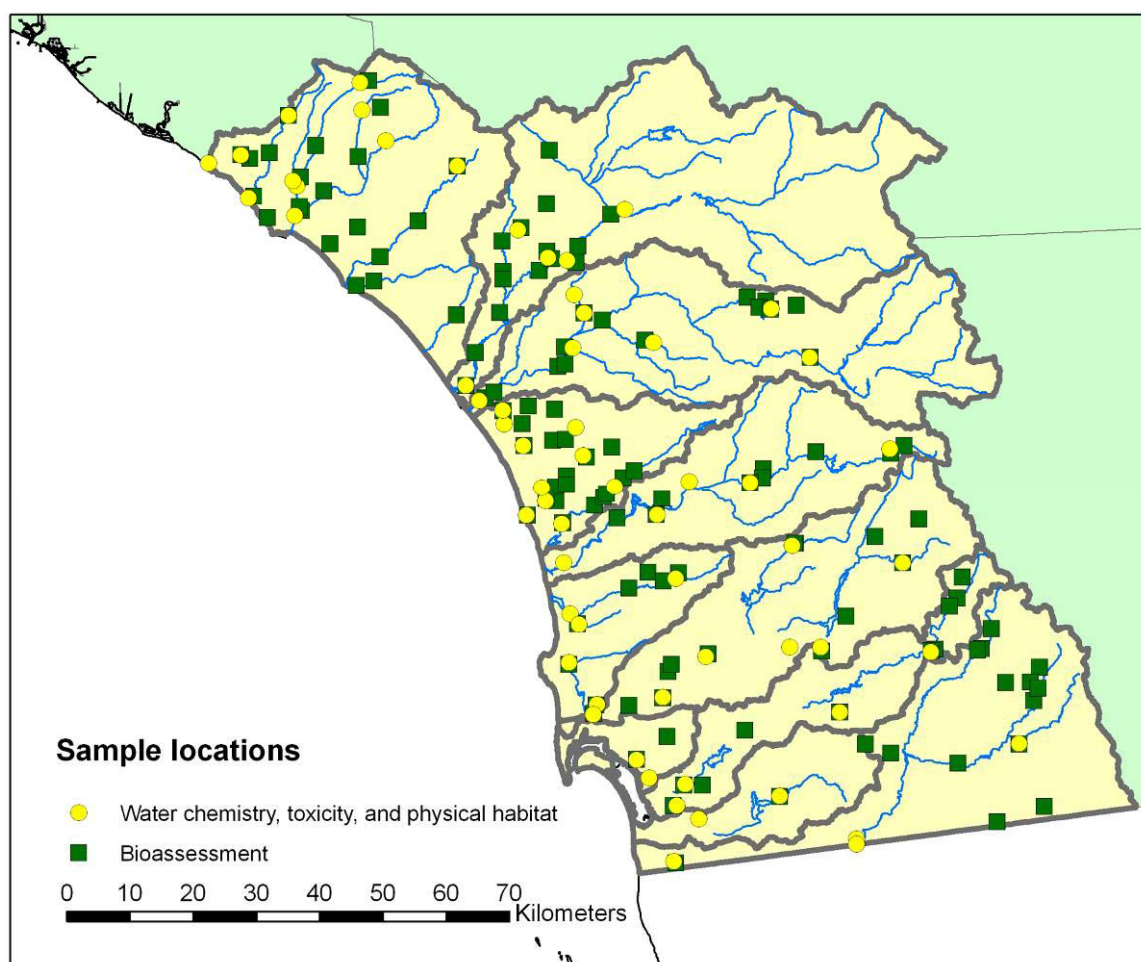 Sample locations
Water chemistry, toxicity, and physical habitat
Bioassessment
0 10 20 30 40 50 60 70
Kilometers